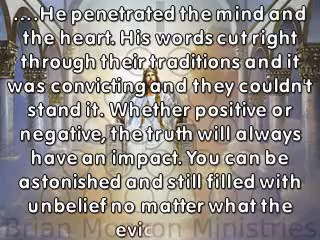 ....He penetrated the mind and
the heart. His words cut right
through their traditions and it
was convicting and they couldn't
stand it. Whether positive or
negative, the truth will always
have an impact. You can be
astonished and still filled with
unbelief no matter what the
Brian Ministries